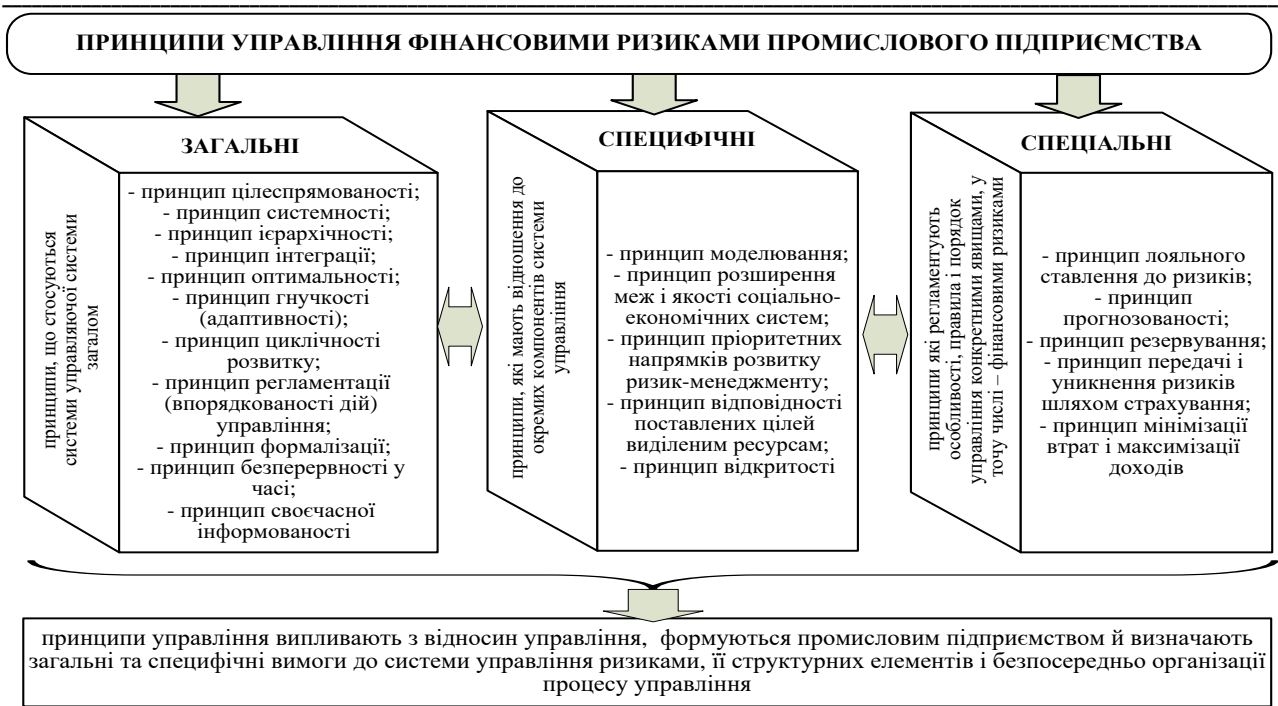 ПРИНЦИПИ УПРАВЛІННЯ ФІНАНСОВИМИ РИЗИКАМИ ПРОМИСЛОВОГО ПІДПРИЄМСТВА
ЗАГАЛЬНІ
принципи, що стосуються
системи управляючої системи
загалом
- принцип цілеспрямованості;
- принцип системності;
- принцип ієрархічності;
- принцип інтеграції;
- принцип оптимальності;
- принцип гнучкості
(адаптивності);
- принцип циклічності
розвитку;
- принцип регламентації
(впорядкованості дій)
управління;
- принцип формалізації;
- принцип безперервності у
часі;
- принцип своєчасної
інформованості
СПЕЦИФІЧНІ
принципи, які мають відношення до
окремих компонентів системи
управління
- принцип моделювання;
- принцип розширення
меж і якості соціально-
економічних систем;
- принцип пріоритетних
напрямків розвитку
ризик-менеджменту;
- принцип відповідності
поставлених цілей
виділеним ресурсам;
- принцип відкритості
СПЕЦІАЛЬНІ
принципи які регламентують
особливості, правила і порядок
управління конкретними явищами, у
точу числі – фінансовими ризиками
- принцип лояльного
ставлення до ризиків;
- принцип
прогнозованості;
- принцип резервування;
- принцип передачі і
уникнення ризиків
шляхом страхування;
- принцип мінімізації
втрат і максимізації
доходів
принципи управління випливають з відносин управління, формуються промисловим підприємством й визначають
загальні та специфічні вимоги до системи управління ризиками, її структурних елементів і безпосередньо організації
процесу управління